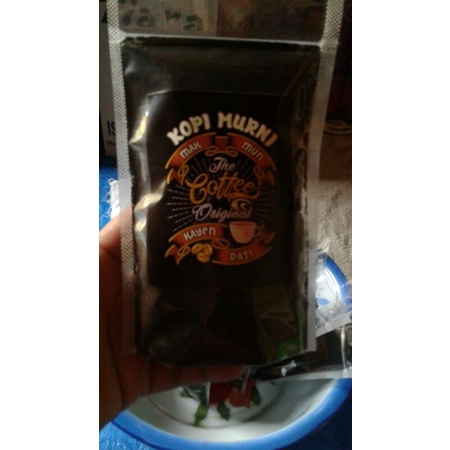 KOPI MURNI
MAK MUN
The
Coffee
Original
KAYEN
PATI